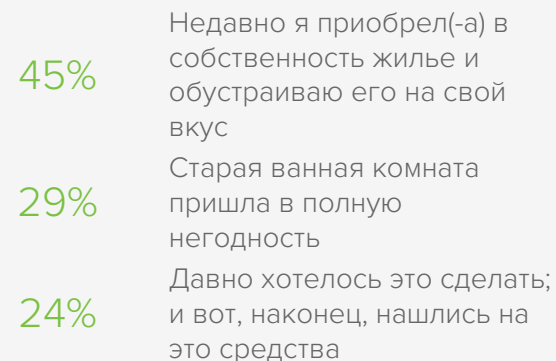 Недавно я приобрел(-а) в
45%
собственность жилье и
обустраиваю его на свой
вкус
Старая ванная комната
29%
пришла в полную
негодность
Давно хотелось это сделать;
24%
и вот, наконец, нашлись на
это средства